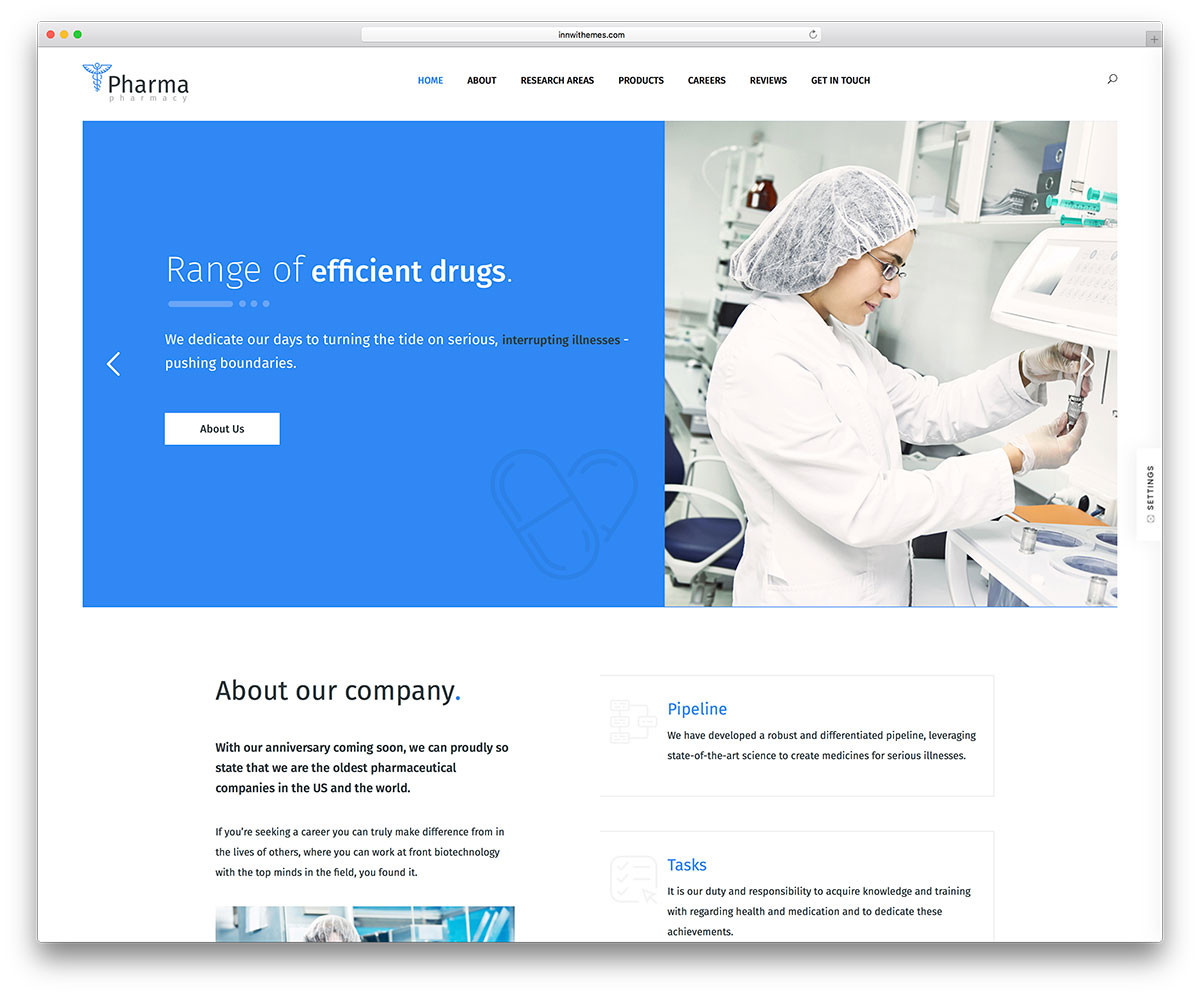 innwithemes.com
Pharma
pharmacy
HOME ABOUT RESEARCH AREAS PRODUCTS CAREERS REVIEWS GET IN TOUCH
Range of efficient drugs.
We dedicate our days to turning the tide on serious, interrupting illnesses -
pushing boundaries.
About Us
SETTINGS
About our company.
With our anniversary coming soon, we can proudly so
state that we are the oldest pharmaceutical
companies in the US and the world.
If you’re seeking a career you can truly make difference from in
the lives of others, where you can work at front biotechnology
with the top minds in the field, you found it.
Pipeline
We have developed a robust and differentiated pipeline, leveraging
state-of-the-art science to create medicines for serious illnesses.
Tasks
It is our duty and responsibility to acquire knowledge and training
with regarding health and medication and to dedicate these
achievements.